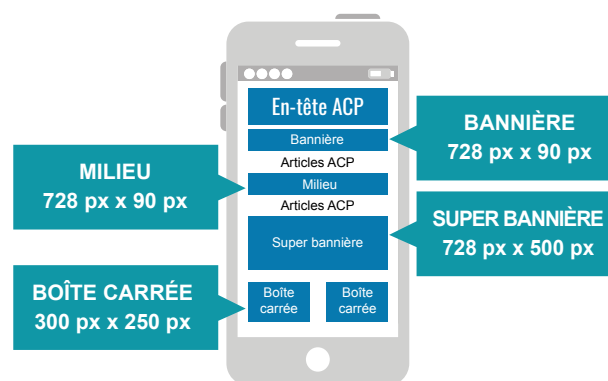 En-tête ACP
Bannière
Articles ACP
Milieu
Articles ACP
Super bannière
Boîte
carrée
Boîte
carrée
MILIEU
728 px x 90 px
BOÎTE CARRÉE
300 px x 250 px
BANNIÈRE
728 px x 90 px
SUPER BANNIÈRE
728 px x 500 px